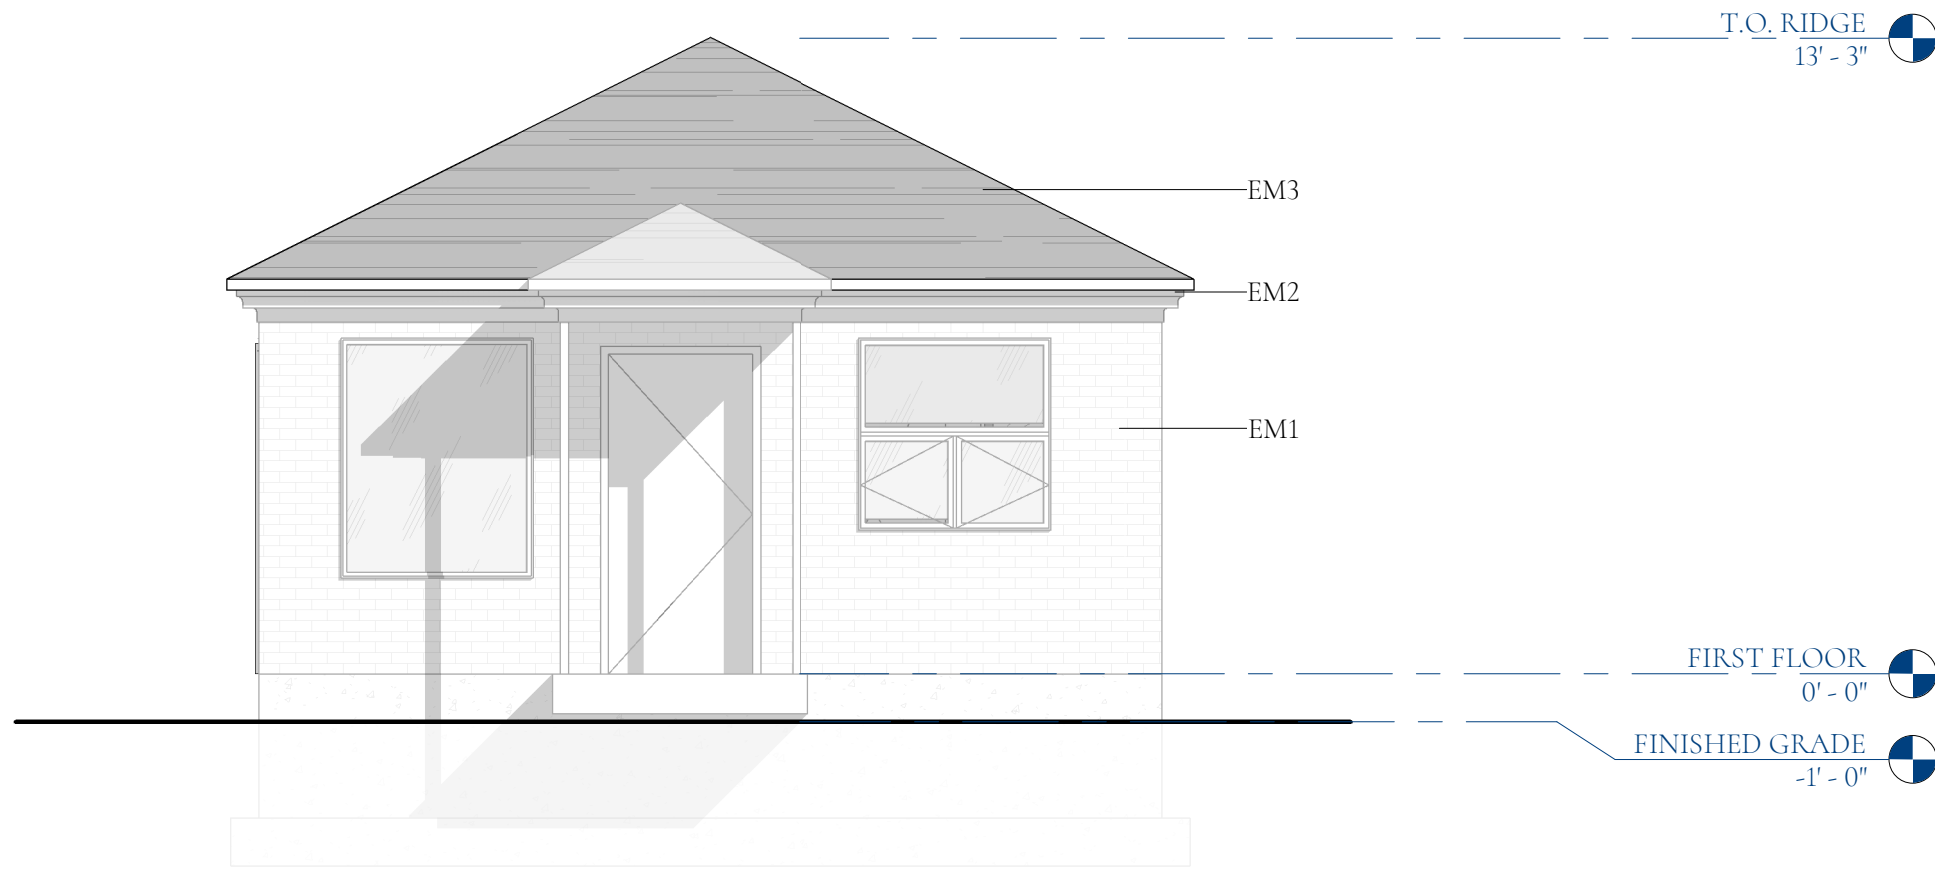 T.O. RIDGE
13' - 3"
EM3
EM2
EM1
FIRST FLOOR
0' - 0"
FINISHED GRADE
-1' - 0"